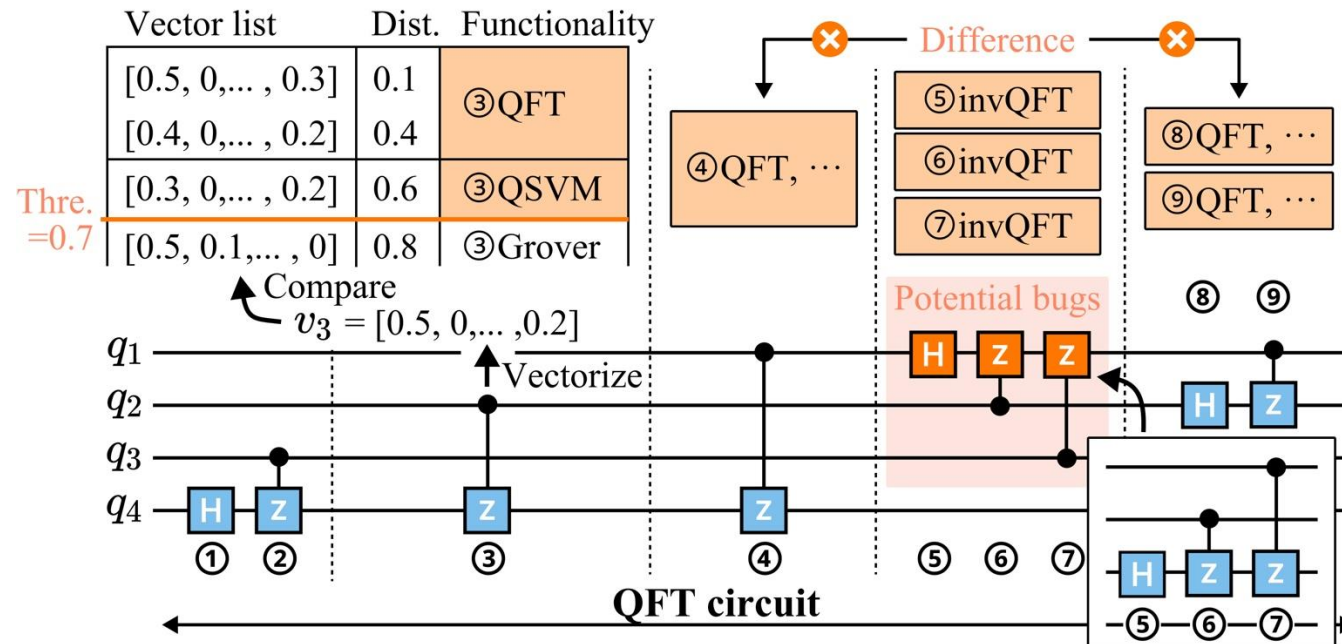 Vector list Dist. Functionality
[0.5, 0,... , 0.3] 0.1 ③QFT
[0.4, 0,... , 0.2] 0.4
[0.3, 0,... , 0.2] 0.6 ③QSVM
Thre.
=0.7
[0.5, 0.1,... , 0] 0.8 ③Grover
Difference
④QFT, ⋯
⑤invQFT
⑥invQFT
⑦invQFT
⑧QFT, ⋯
⑨QFT, ⋯
Compare
v₃ = [0.5, 0,... ,0.2]
Vectorize
Potential bugs
⑧ ⑨
q₁ H Z Z
q₂ H Z
q₃
q₄ H Z Z Z
① ② ③ ④ ⑤ ⑥ ⑦
H Z Z
⑤ ⑥ ⑦
QFT circuit